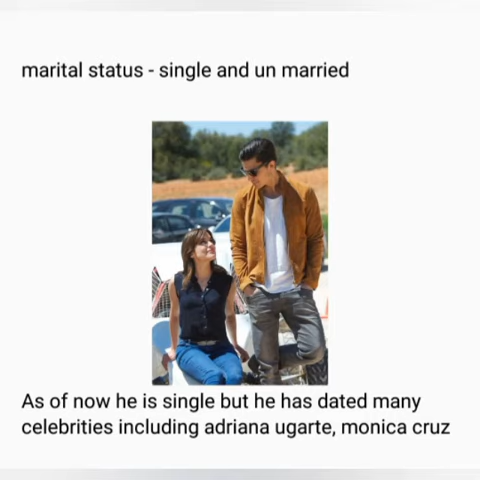 marital status - single and un married
As of now he is single but he has dated many
celebrities including adriana ugarte, monica cruz